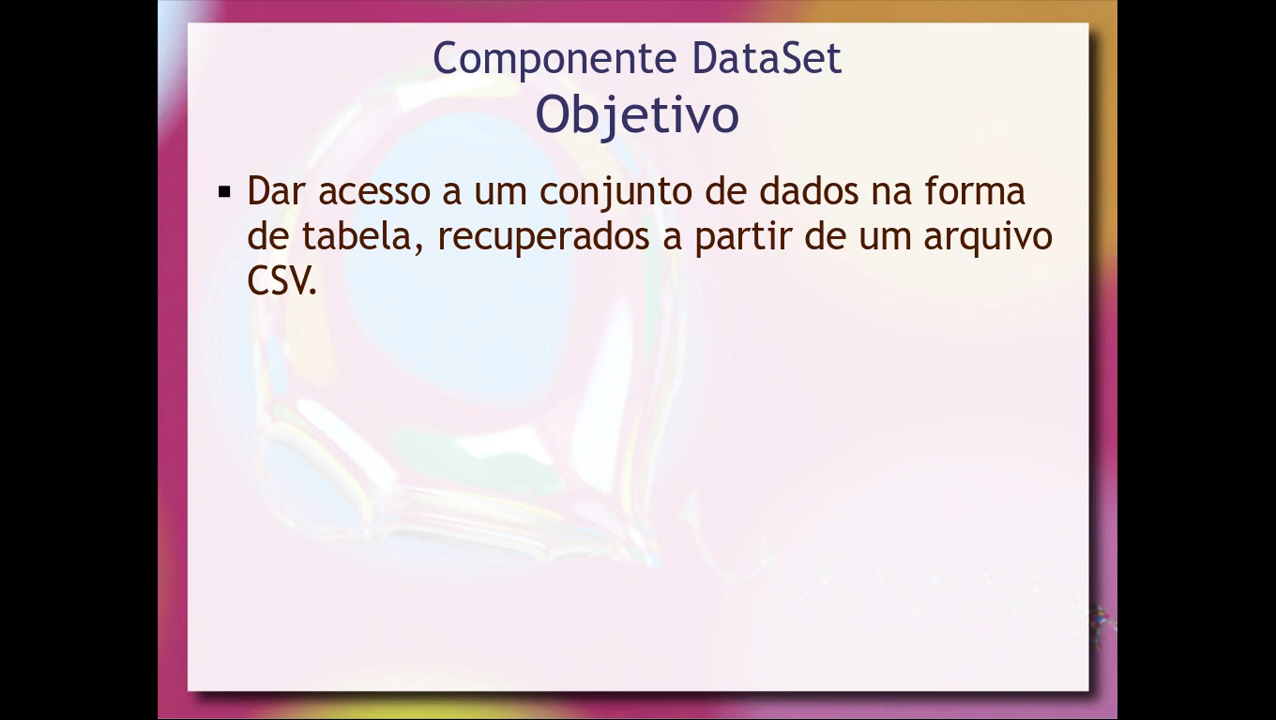 Componente DataSet
Objetivo
▪ Dar acesso a um conjunto de dados na forma
de tabela, recuperados a partir de um arquivo
CSV.